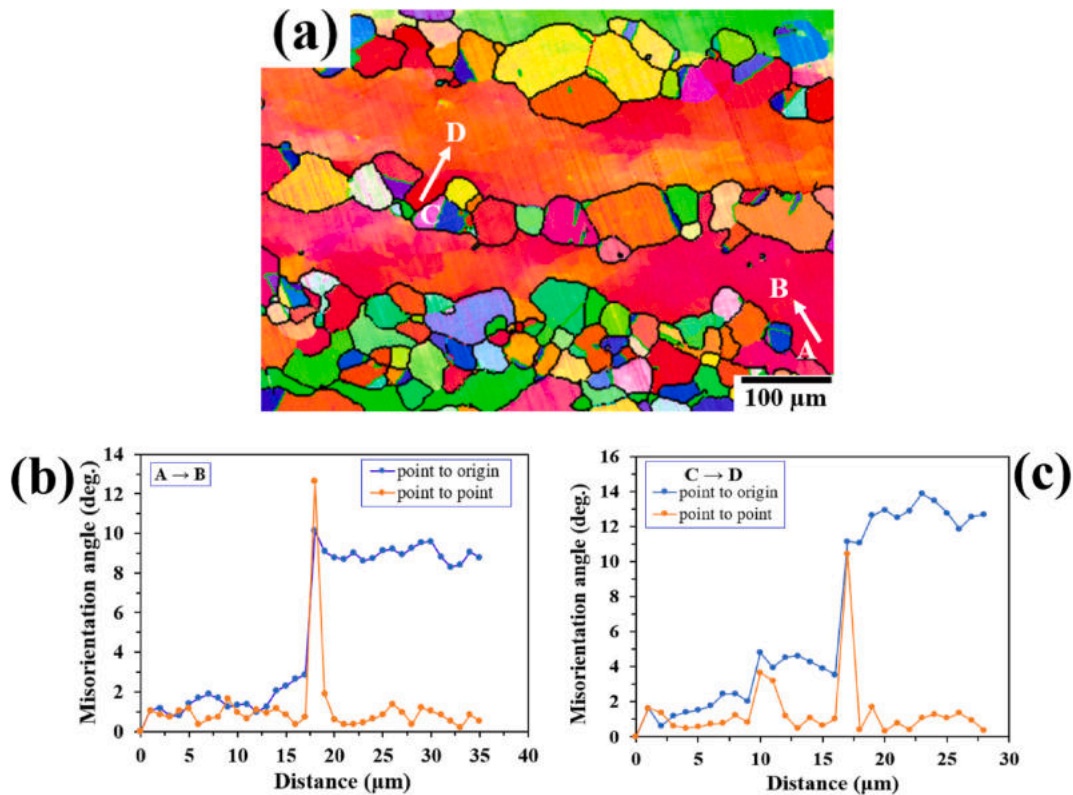 (a)
D
C
B
A
100 μm
(b)
A → B
point to origin
point to point
Misorientation angle (deg.)
14
12
10
8
6
4
2
0
0 5 10 15 20 25 30 35 40
Distance (μm)
(c)
C → D
point to origin
point to point
Misorientation angle (deg.)
16
14
12
10
8
6
4
2
0
0 5 10 15 20 25 30
Distance (μm)